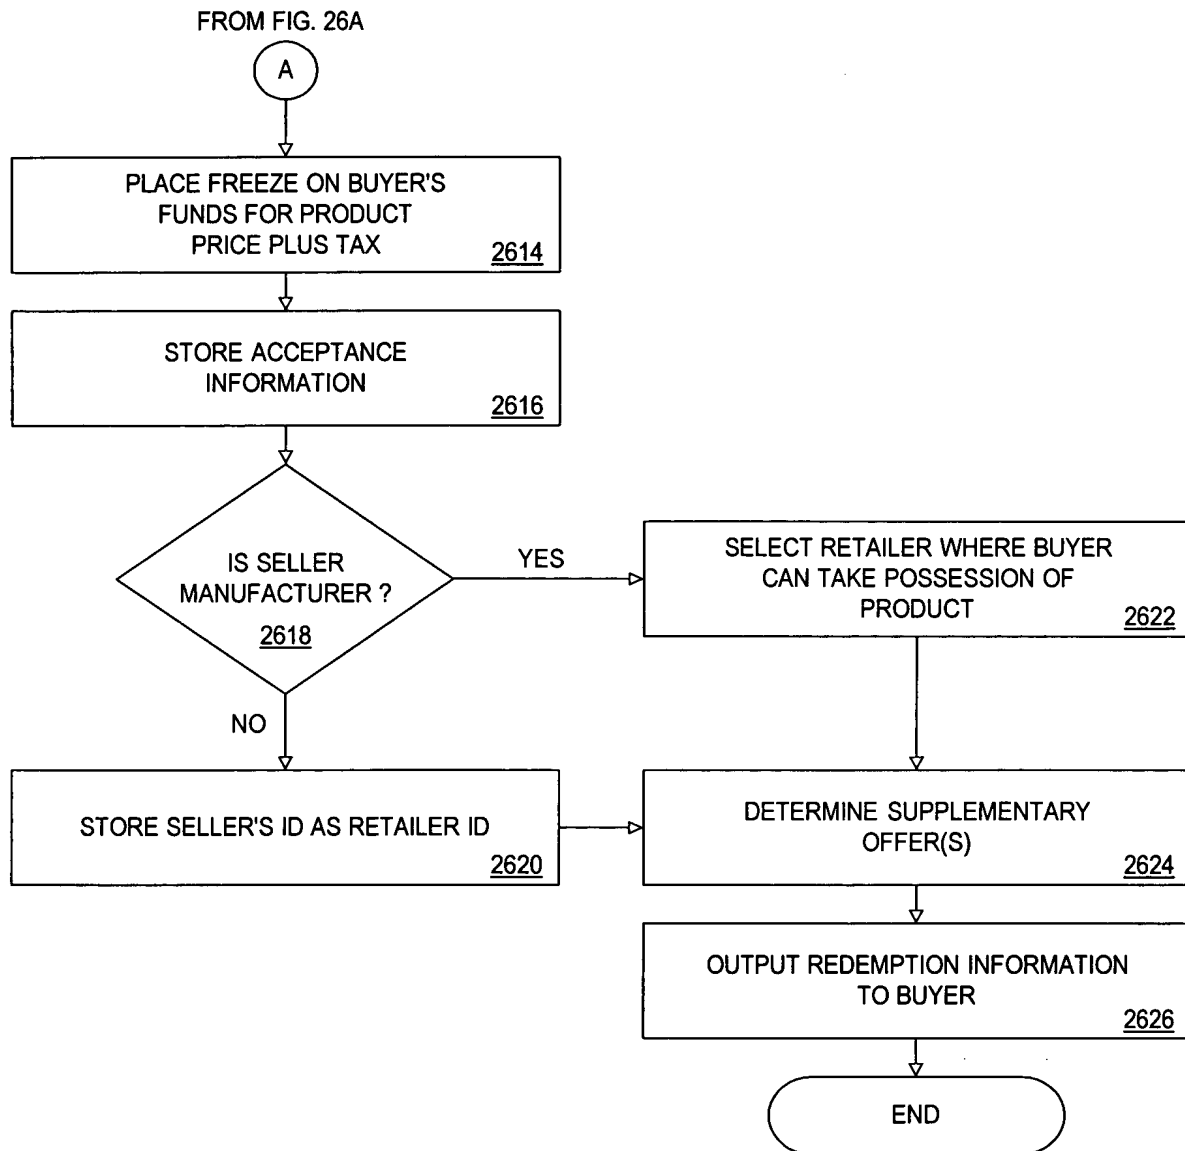 FROM FIG. 26A
A
PLACE FREEZE ON BUYER'S
FUNDS FOR PRODUCT
PRICE PLUS TAX
2614
STORE ACCEPTANCE
INFORMATION
2616
IS SELLER
MANUFACTURER ?
2618
YES
SELECT RETAILER WHERE BUYER
CAN TAKE POSSESSION OF
PRODUCT
2622
NO
STORE SELLER'S ID AS RETAILER ID
2620
DETERMINE SUPPLEMENTARY
OFFER(S)
2624
OUTPUT REDEMPTION INFORMATION
TO BUYER
2626
END